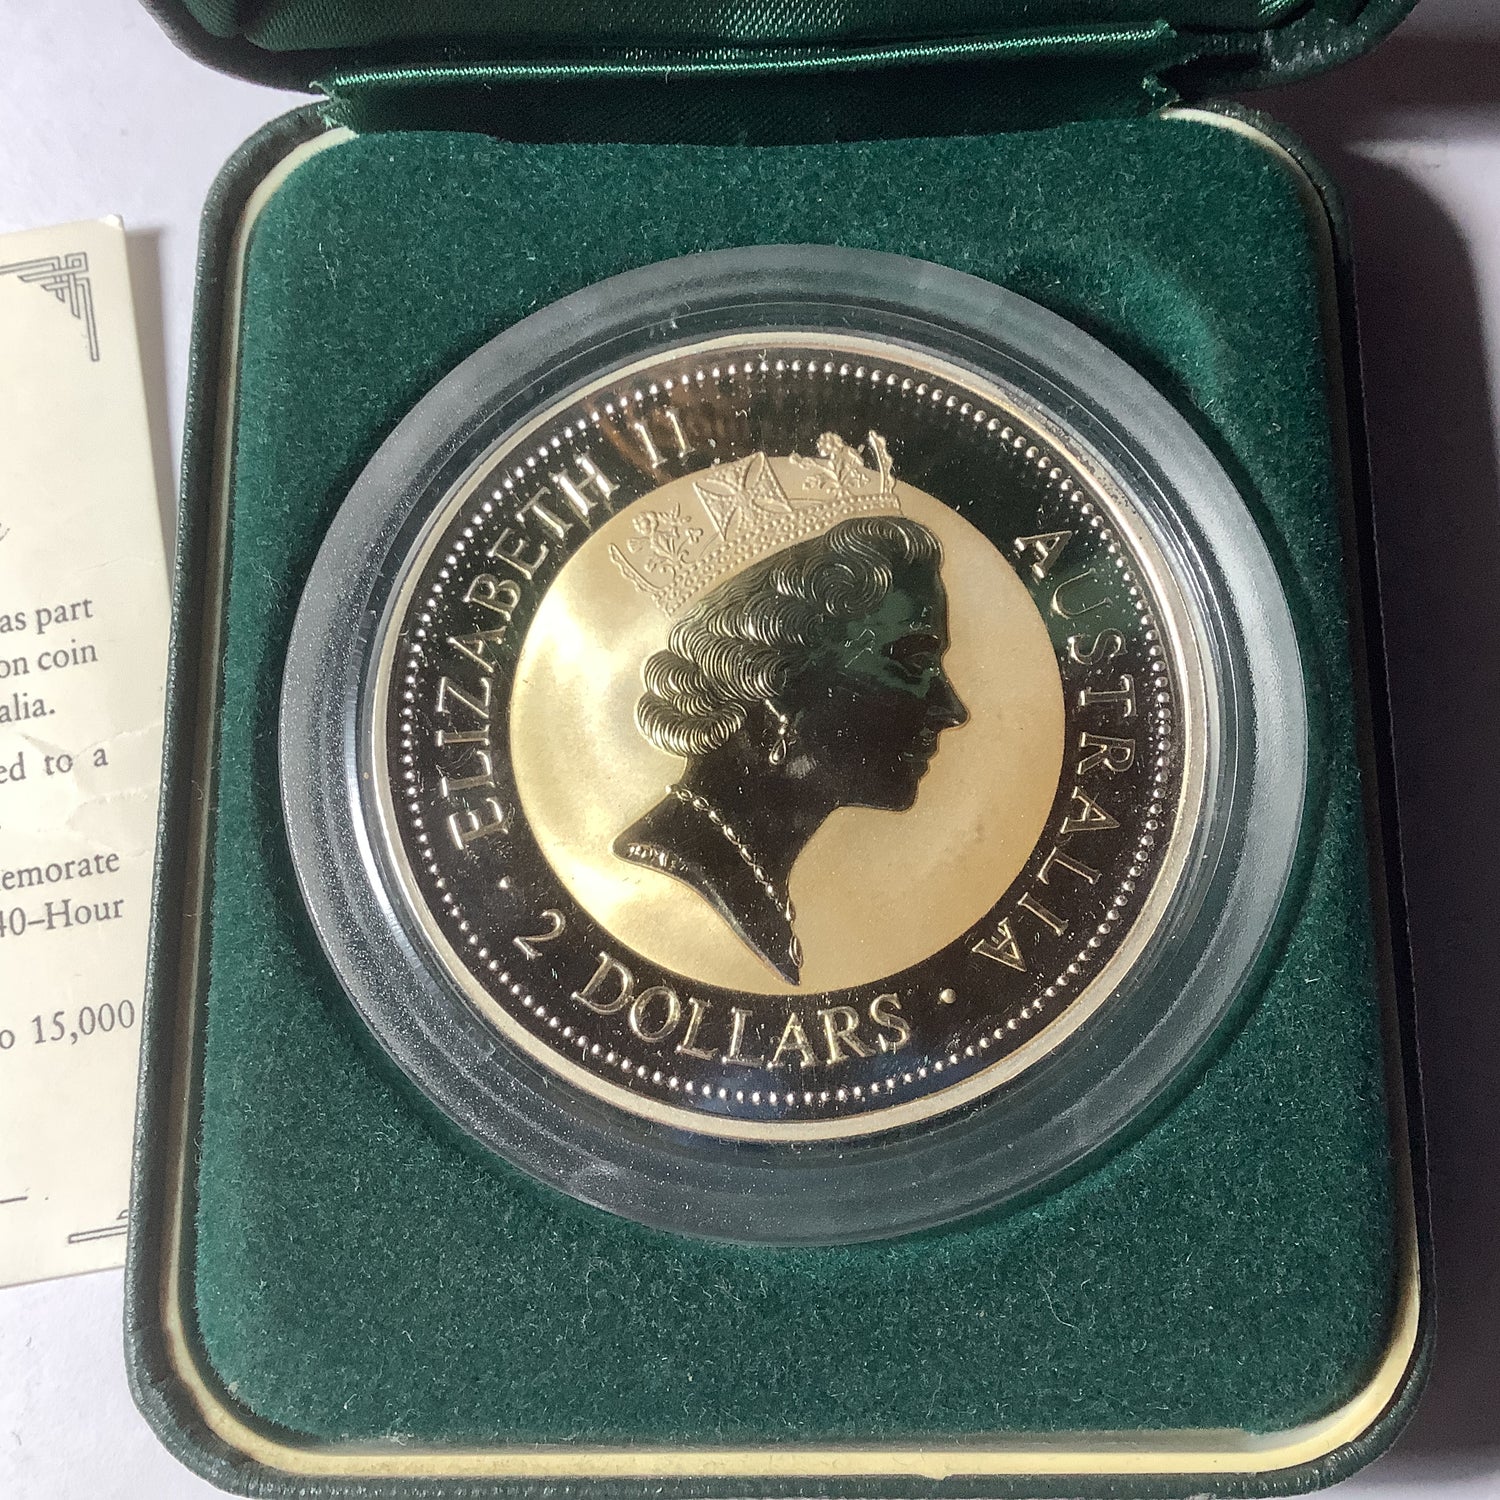 as part
on coin
alia.
ed to a
emorate
40–Hour
o 15,000
ELIZABETH II
AUSTRALIA
· 2 DOLLARS ·